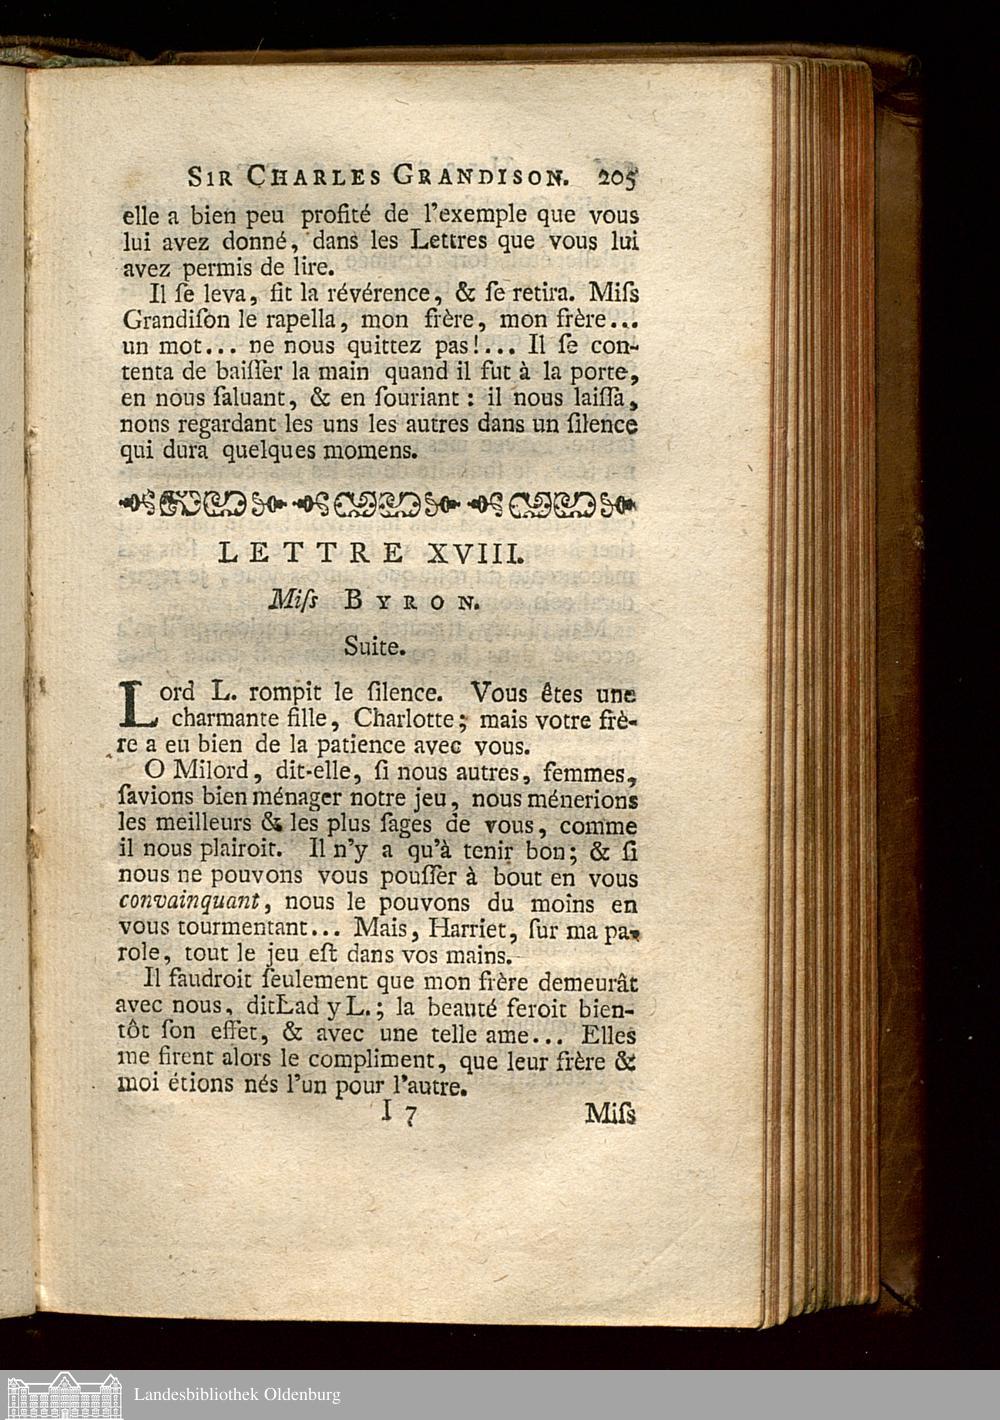 SIR CHARLES GRANDISON. 205
elle a bien peu profité de l'exemple que vous
lui avez donné, dans les Lettres que vous lui
avez permis de lire.
Il ſe leva, fit la révérence, & ſe retira. Miſs
Grandiſon le rapella, mon frère, mon frère...
un mot... ne nous quittez pas!... Il ſe con-
tenta de baiſſer la main quand il fut à la porte,
en nous ſaluant, & en ſouriant : il nous laiſſa,
nons regardant les uns les autres dans un ſilence
qui dura quelques momens.
LETTRE XVIII.
Miſs BYRON.
Suite.
Lord L. rompit le ſilence. Vous êtes une
charmante fille, Charlotte; mais votre frè-
re a eu bien de la patience avec vous.
O Milord, dit-elle, ſi nous autres, femmes,
ſavions bien ménager notre jeu, nous ménerions
les meilleurs & les plus ſages de vous, comme
il nous plairoit. Il n'y a qu'à tenir bon; & ſi
nous ne pouvons vous pouſſer à bout en vous
convainquant, nous le pouvons du moins en
vous tourmentant... Mais, Harriet, ſur ma pa-
role, tout le jeu eſt dans vos mains.
Il faudroit ſeulement que mon frère demeurât
avec nous, dit Lady L.; la beauté feroit bien-
tôt ſon effet, & avec une telle ame... Elles
me firent alors le compliment, que leur frère &
moi étions nés l'un pour l'autre.
I 7 Miſs
Landesbibliothek Oldenburg